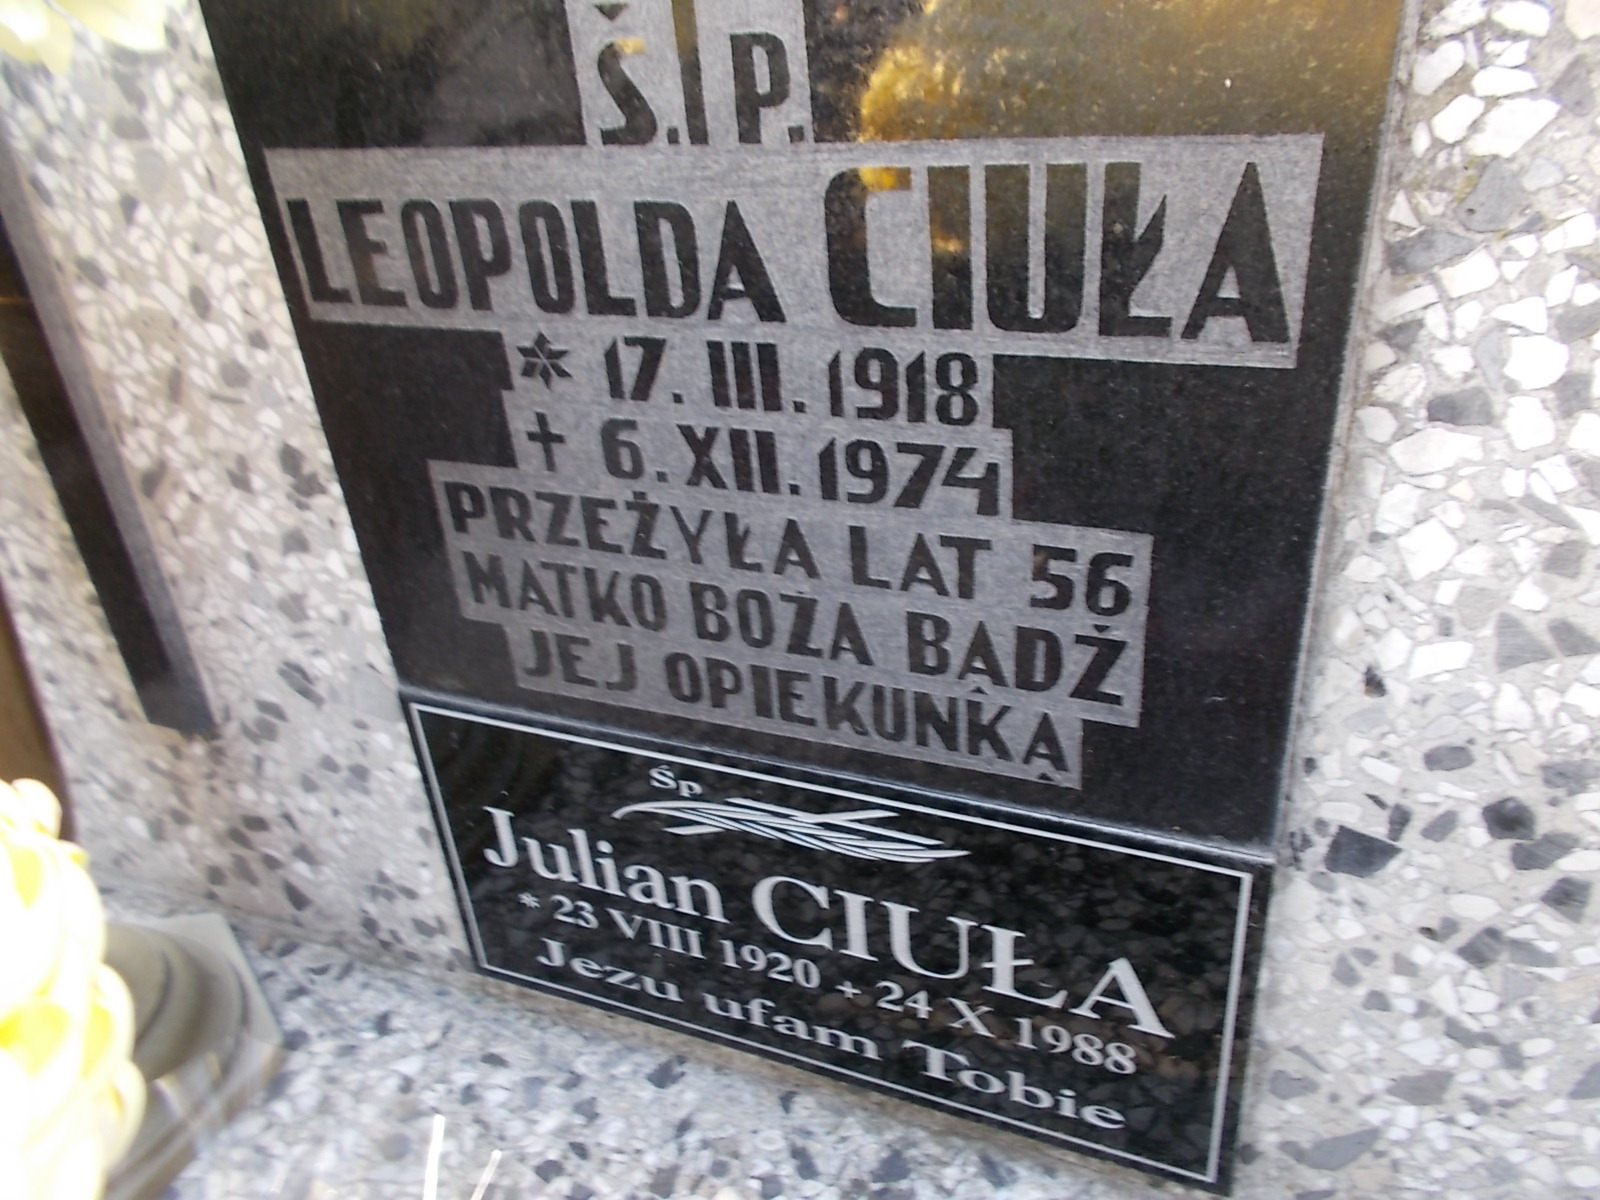 Ś. P.
LEOPOLDA CIUŁA
* 17. III. 1918
+ 6. XII. 1974
PRZEŻYŁA LAT 56
MATKO BOŻA BĄDŹ
JEJ OPIEKUNKĄ
Śp
Julian CIUŁA
* 23 VIII 1920 + 24 X 1988
Jezu ufam Tobie